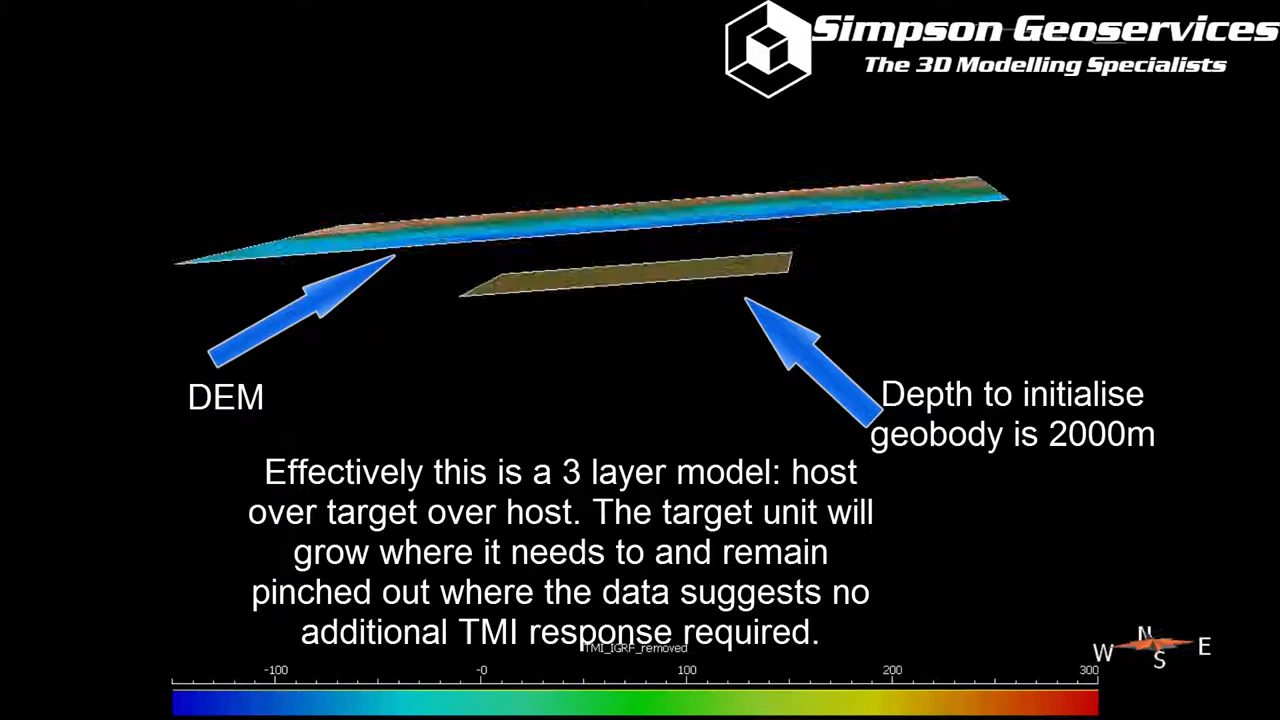 Simpson Geoservices
The 3D Modelling Specialists
DEM
Depth to initialise
geobody is 2000m
Effectively this is a 3 layer model: host
over target over host. The target unit will
grow where it needs to and remain
pinched out where the data suggests no
additional TMI response required.
TMI_IGRF_removed
-100 -0 100 200 300
N
W E
S